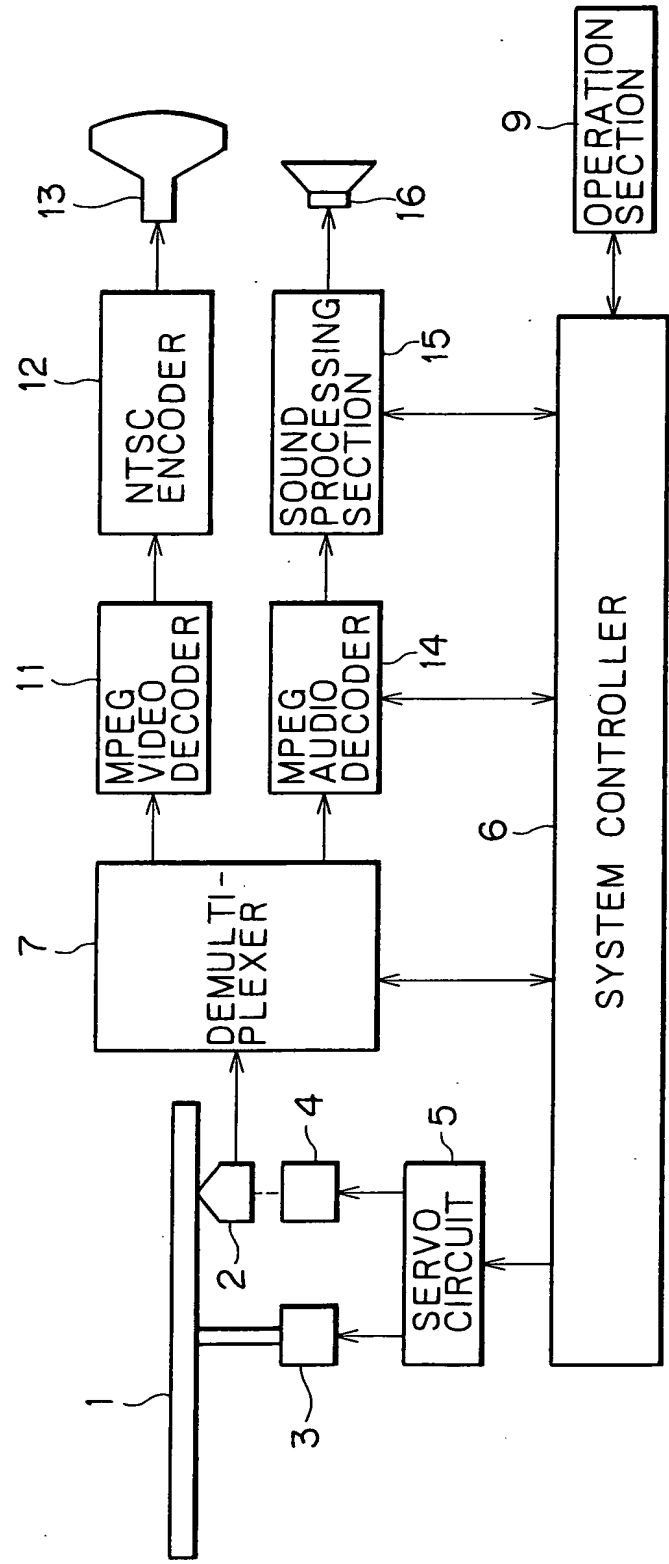 13
12
NTSC
ENCODER
11
MPEG
VIDEO
DECODER
7
DEMULTI-
PLEXER
16
15
SOUND
PROCESSING
SECTION
14
MPEG
AUDIO
DECODER
1
2
3
4
5
SERVO
CIRCUIT
6
SYSTEM CONTROLLER
9
OPERATION
SECTION